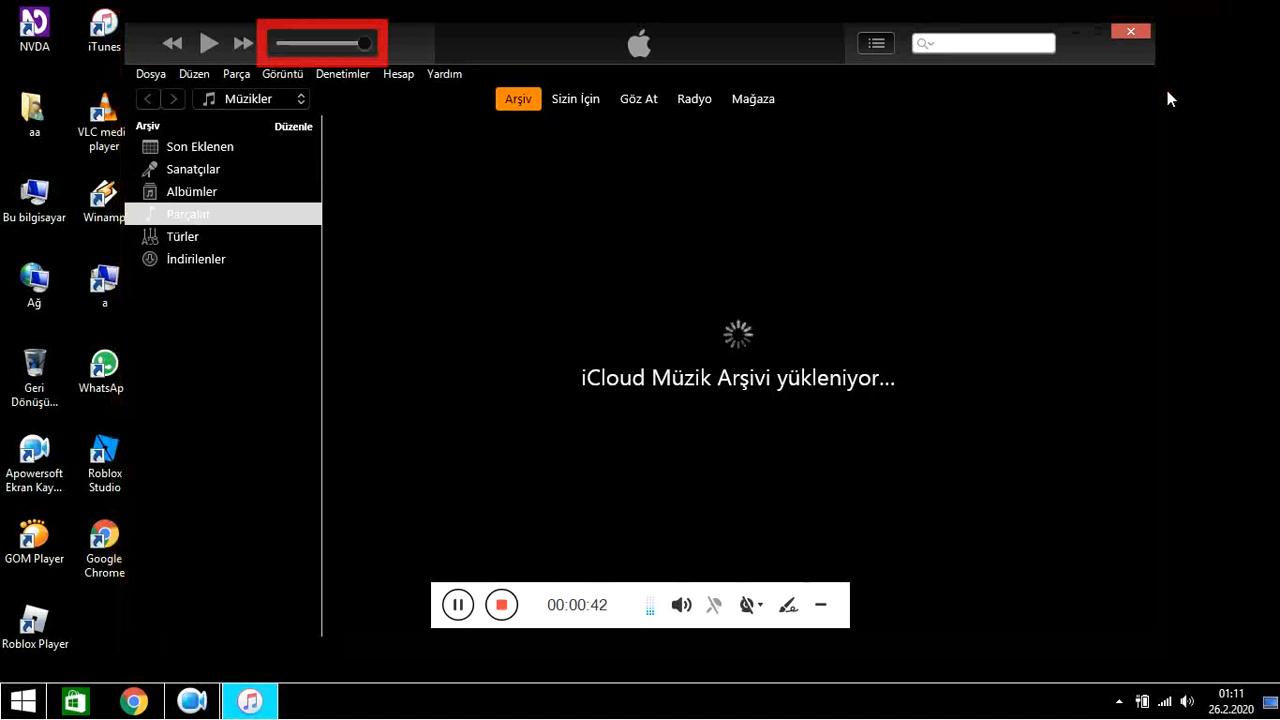 NVDA
iTunes
aa
VLC medi
player
Bu bilgisayar
Winamp
Ağ
a
Geri
Dönüşü...
WhatsAp
Apowersoft
Ekran Kay...
Roblox
Studio
GOM Player
Google
Chrome
Roblox Player
Dosya Düzen Parça Görüntü Denetimler Hesap Yardım
Müzikler
Arşiv Sizin İçin Göz At Radyo Mağaza
Arşiv Düzenle
Son Eklenen
Sanatçılar
Albümler
Parçalar
Türler
İndirilenler
iCloud Müzik Arşivi yükleniyor...
00:00:42
01:11
26.2.2020